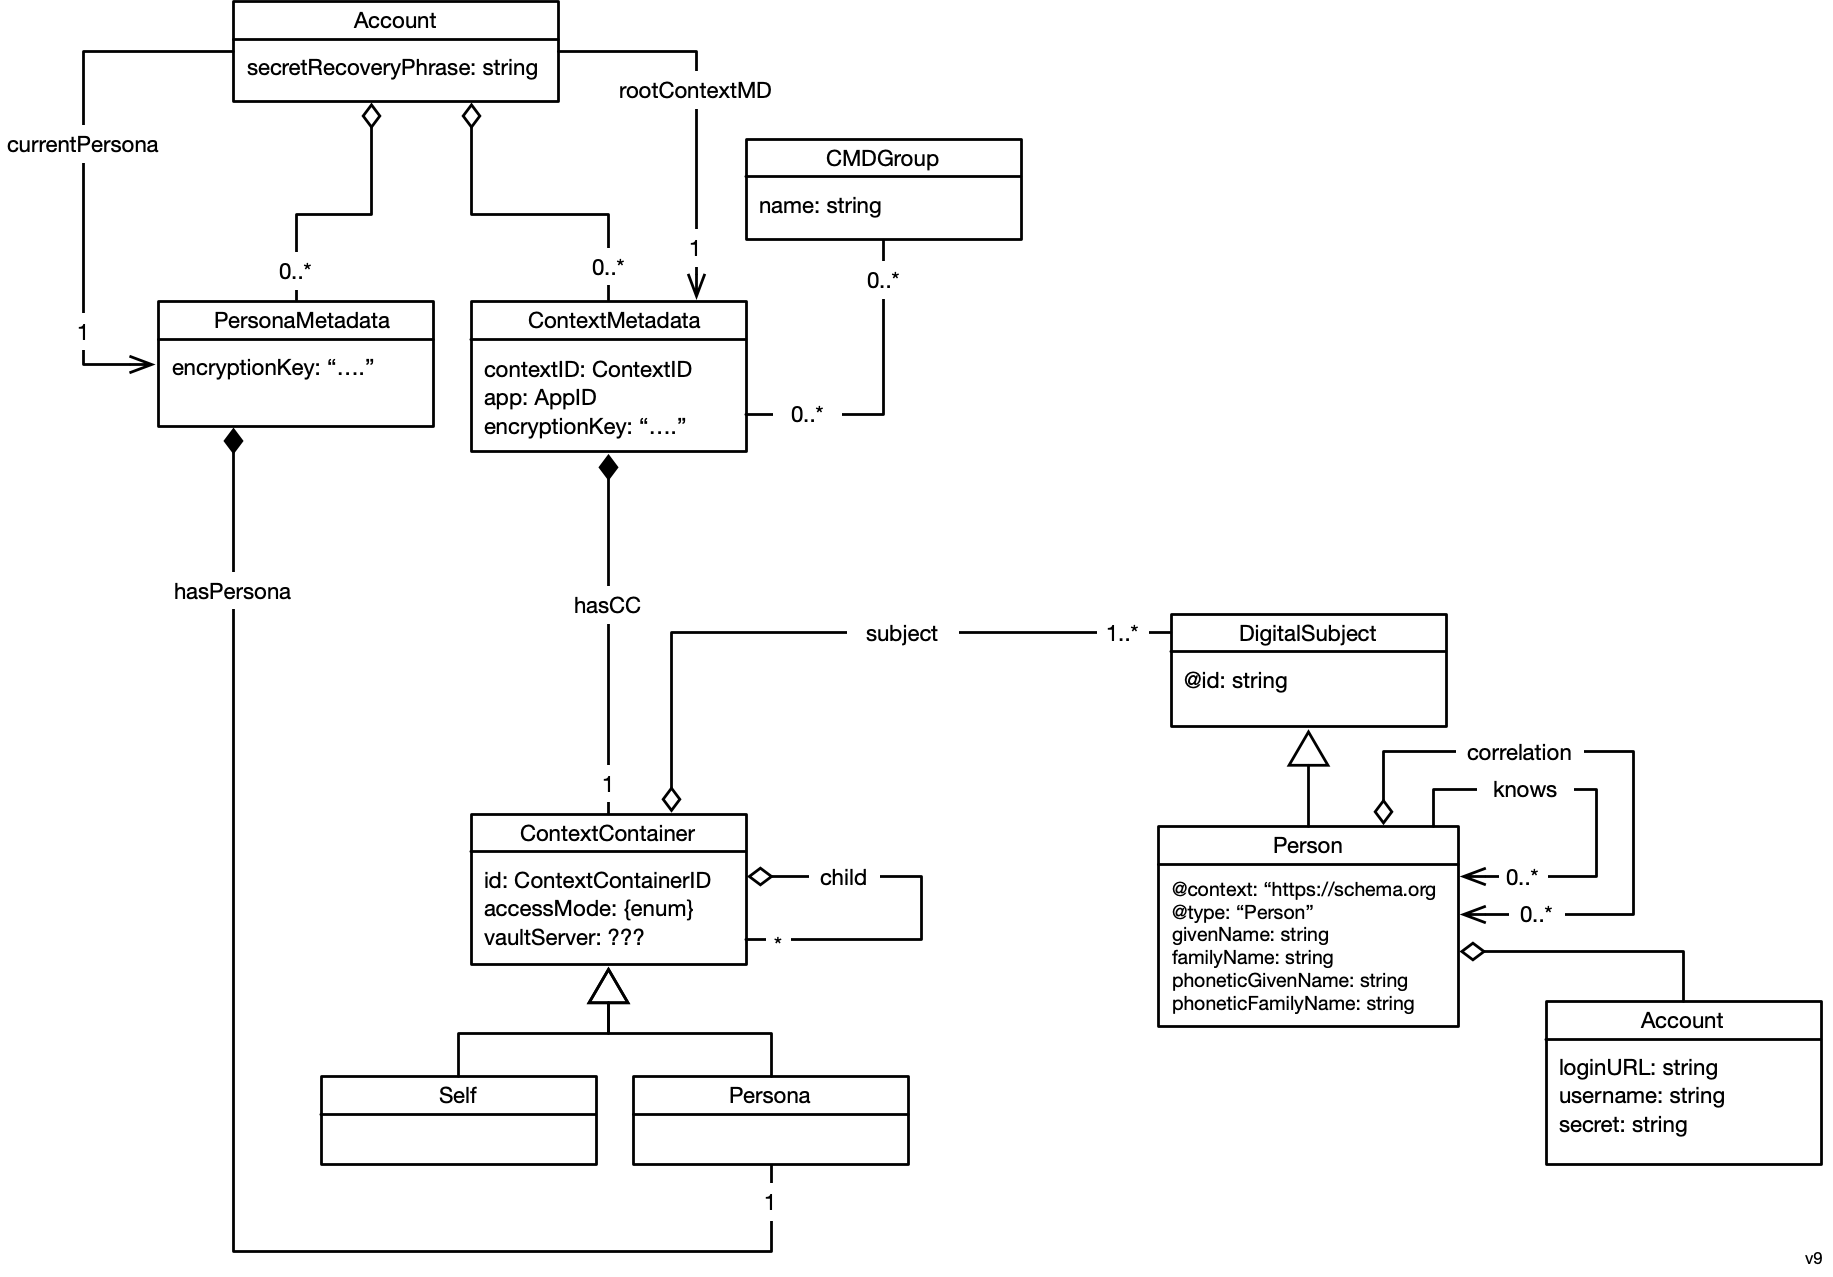 Account
secretRecoveryPhrase: string
rootContextMD
currentPersona
CMDGroup
name: string
1
0..*
0..*
0..*
1
PersonaMetadata
encryptionKey: “....”
ContextMetadata
contextID: ContextID
app: AppID
encryptionKey: “....”
0..*
hasPersona
hasCC
subject
1..*
DigitalSubject
@id: string
correlation
knows
1
ContextContainer
id: ContextContainerID
accessMode: {enum}
vaultServer: ???
child
*
Person
@context: “https://schema.org
@type: “Person”
givenName: string
familyName: string
phoneticGivenName: string
phoneticFamilyName: string
0..*
0..*
Account
loginURL: string
username: string
secret: string
Self
Persona
1
v9